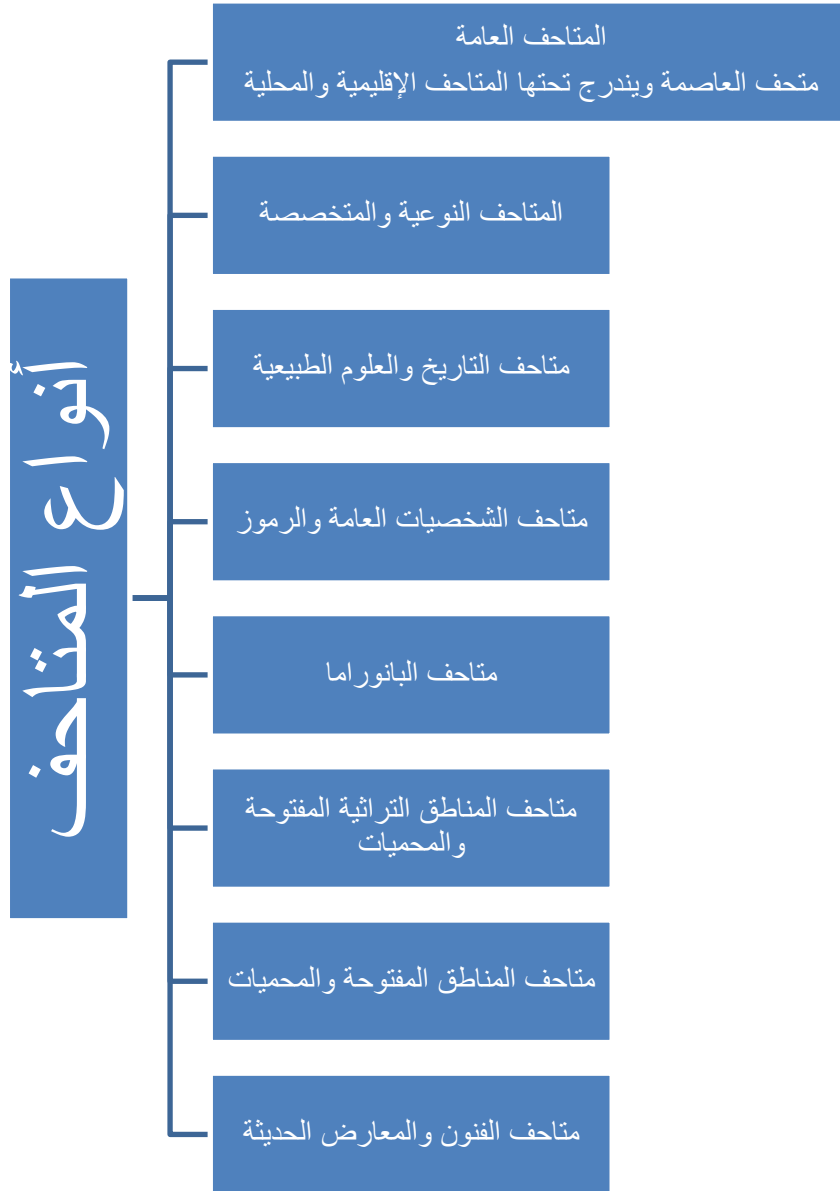 أنواع المتاحف
المتاحف العامة
متحف العاصمة ويندرج تحتها المتاحف الإقليمية والمحلية
المتاحف النوعية والمتخصصة
متاحف التاريخ والعلوم الطبيعية
متاحف الشخصيات العامة والرموز
متاحف البانوراما
متاحف المناطق التراثية المفتوحة
والمحميات
متاحف المناطق المفتوحة والمحميات
متاحف الفنون والمعارض الحديثة